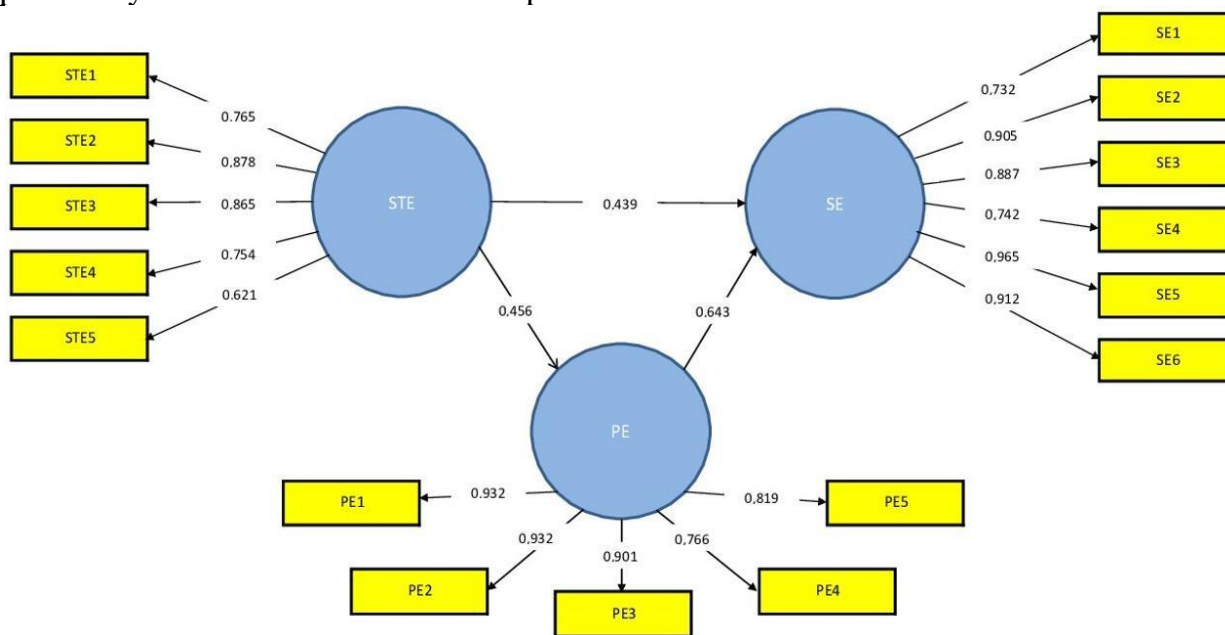 STE1
STE2
STE3
STE4
STE5
0.765
0.878
0.865
0.754
0.621
STE
0.439
0.456
0.643
SE
0,732
0.905
0.887
0.742
0,965
0,912
SE1
SE2
SE3
SE4
SE5
SE6
PE
0.932
0,932
0.901
0,766
0,819
PE1
PE2
PE3
PE4
PE5